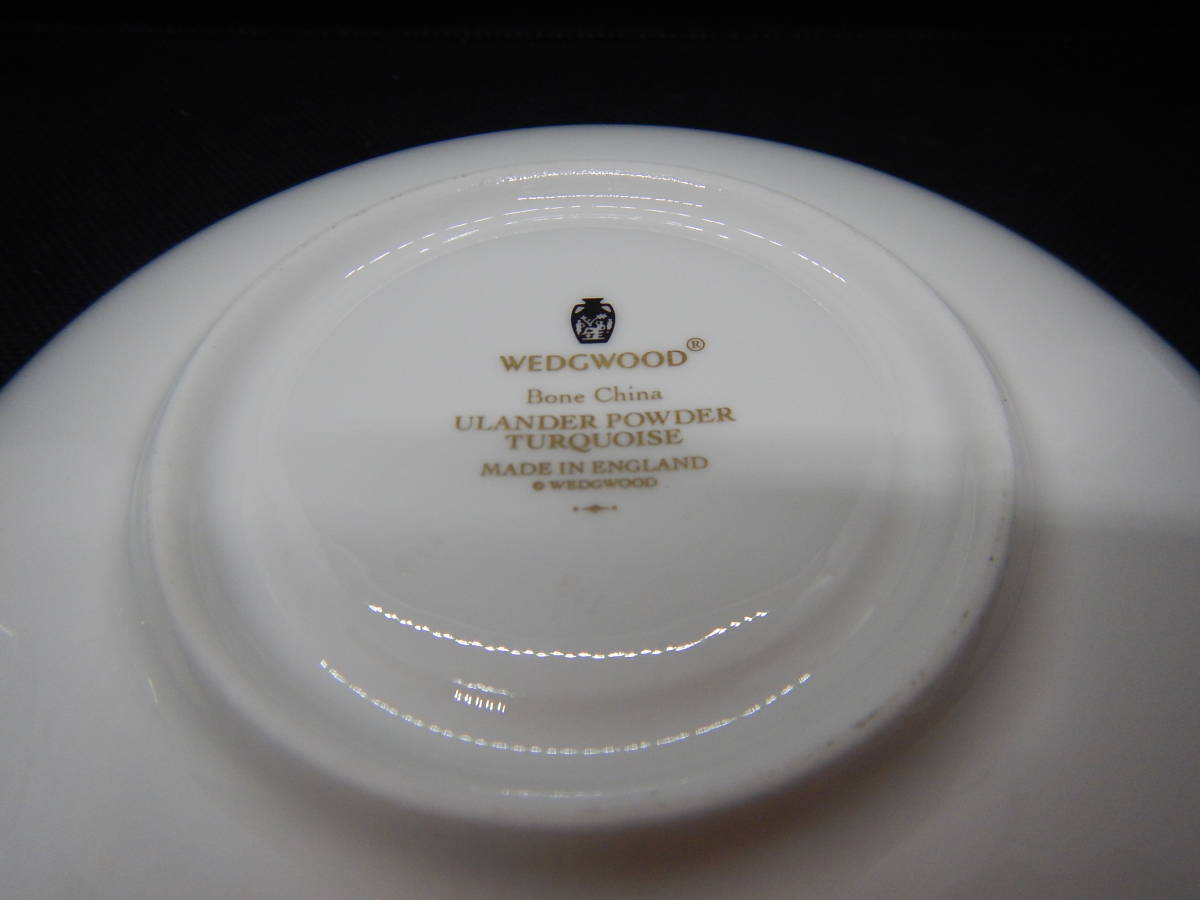 WEDGWOOD®
Bone China
ULANDER POWDER
TURQUOISE
MADE IN ENGLAND
© WEDGWOOD